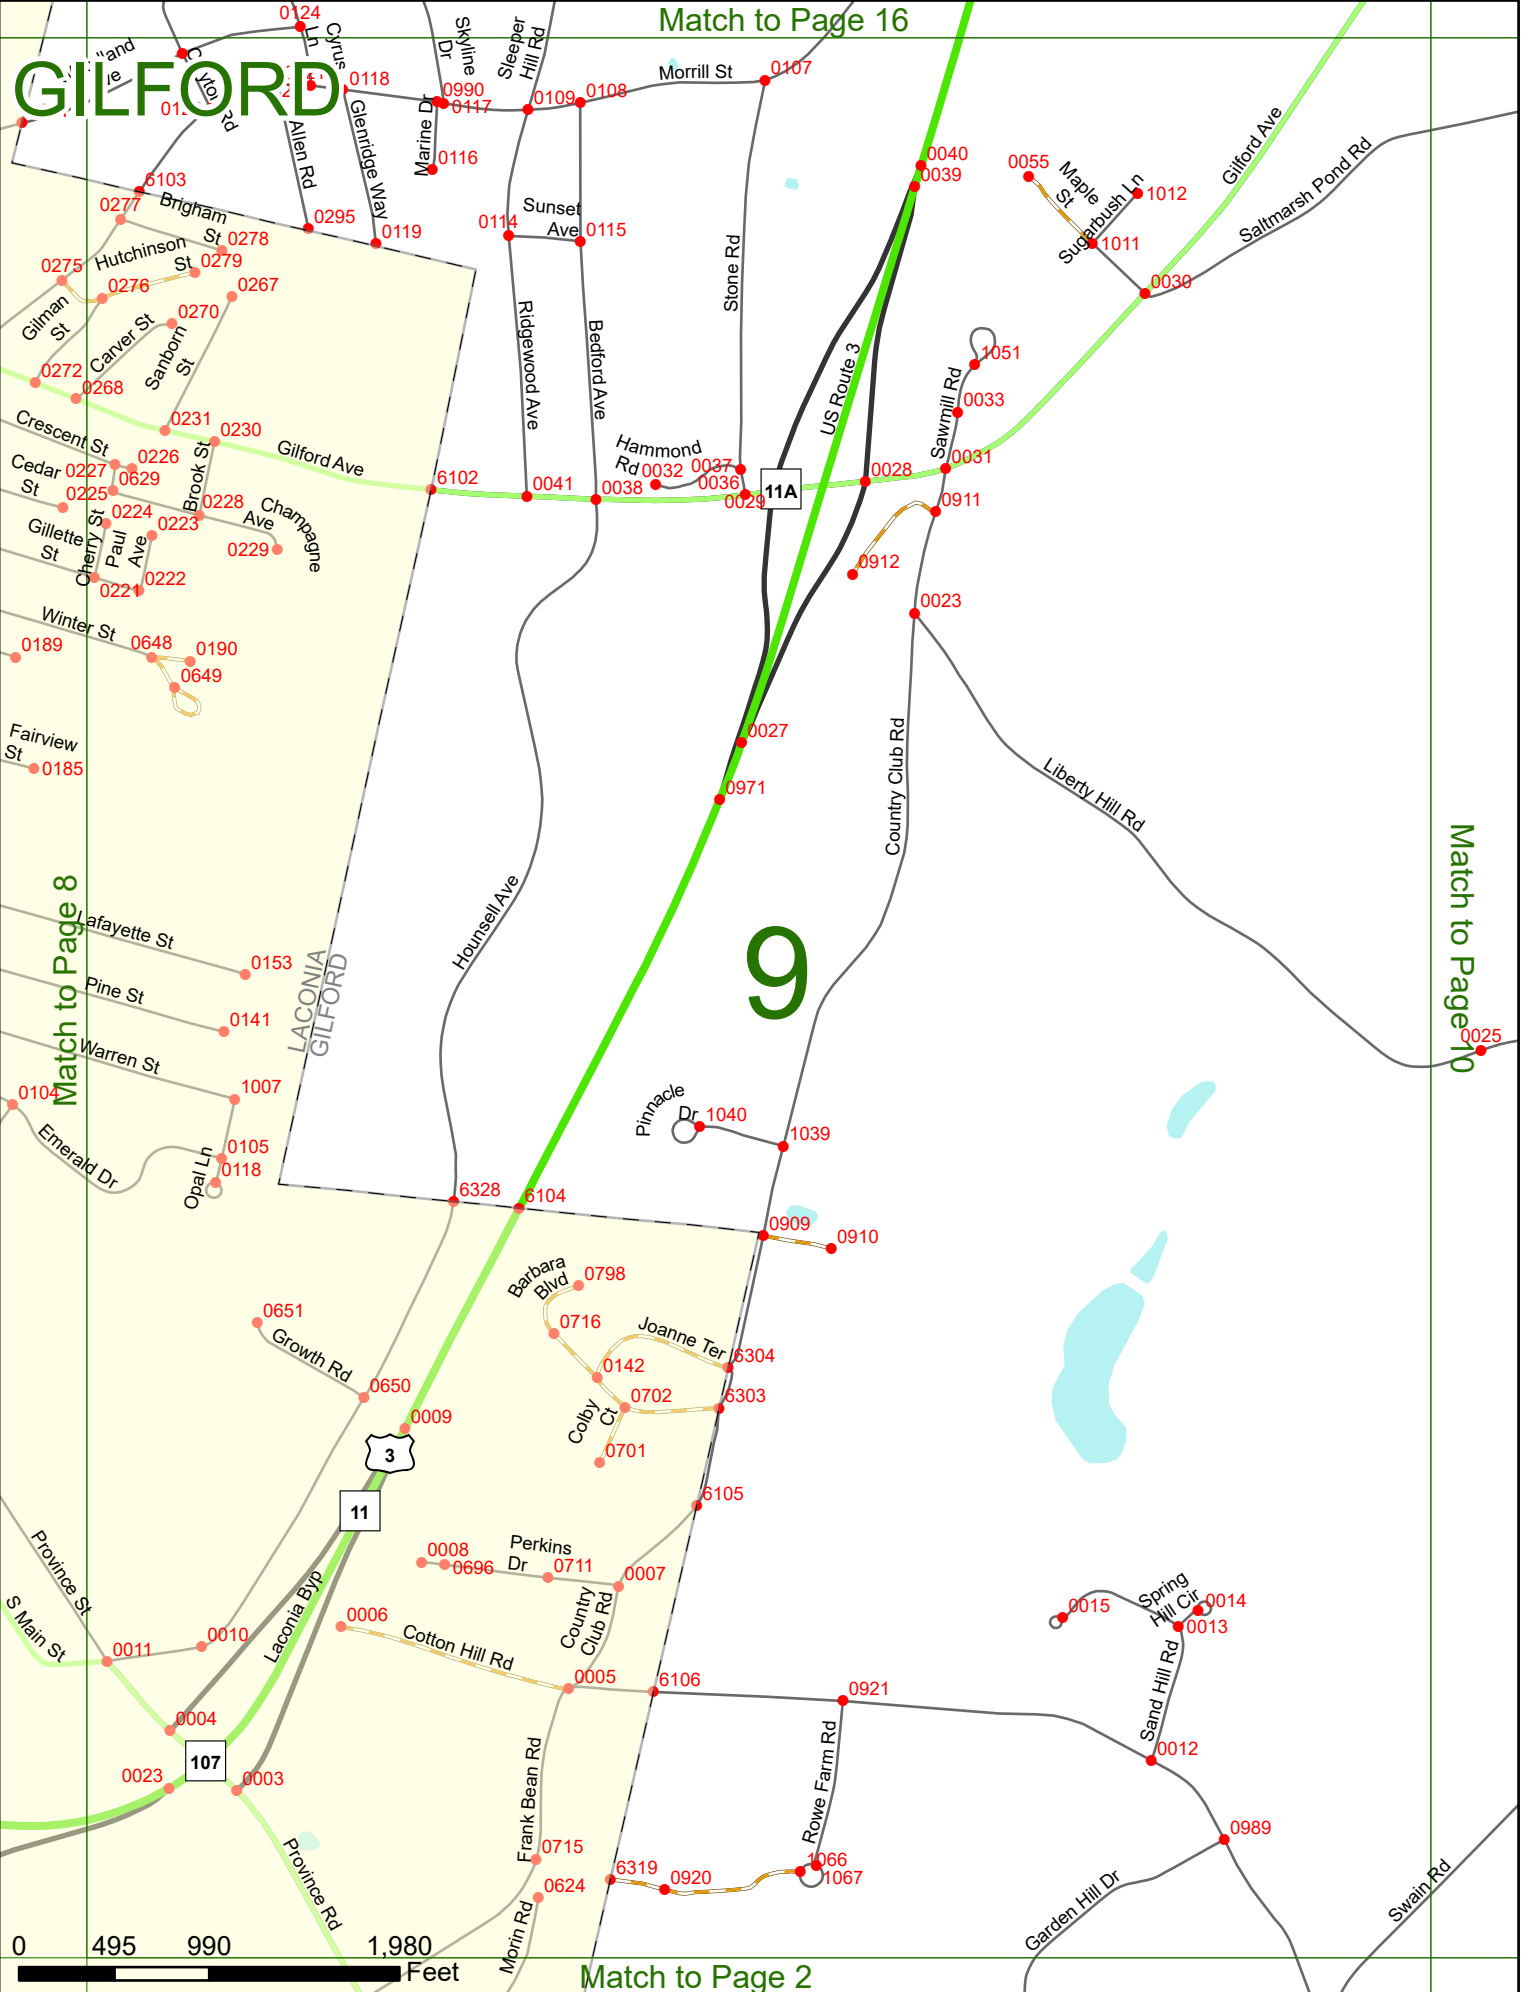 Match to Page 16
GILFORD
0124
Ln
Cyrus
Skyline
Dr
Sleeper
Hill Rd
0118
0990
0117
0109
0108
Morrill St
0107
Rd
Allen Rd
Glenridge Way
Marine Dr
0116
0040
0039
0055
Maple
St
Sugarbush Ln
1012
1011
Gilford Ave
Saltmarsh Pond Rd
6103
0277
Brigham
St
0278
0295
0119
0114
Sunset
Ave
0115
Hutchinson
St
0279
0275
0276
0267
0030
Gilman
St
0270
Carver St
Sanborn
St
Stone Rd
Ridgewood Ave
Bedford Ave
US Route 3
1051
Sawmill Rd
0033
0272
0268
0231
0230
Crescent St
Gilford Ave
Hammond
Rd
0032
0037
0036
0029
11A
0028
0031
Cedar
St
0227
0226
0629
0225
Brook St
6102
0041
0038
0911
0912
0224
0228
Champagne
Ave
0229
Gillette
St
Cherry St
Paul
Ave
0223
0221
0222
0023
Winter St
0189
0648
0190
0649
Fairview
St
0185
0027
0971
Country Club Rd
Liberty Hill Rd
Match to Page 8
Match to Page 10
Lafayette St
0153
Hounsell Ave
9
LACONIA
GILFORD
Pine St
0141
Warren St
1007
0025
0104
Emerald Dr
0105
0118
Opal Ln
Pinnacle
Dr
1040
1039
6328
6104
0909
0910
Barbara
Blvd
0798
0651
Growth Rd
0716
Joanne Ter
6304
0142
0650
0702
6303
0009
Colby
Ct
0701
3
11
6105
Province St
Laconia Byp
0008
0696
Perkins
Dr
0711
0007
Country
Club Rd
S Main St
0006
Cotton Hill Rd
0015
Spring
Hill Cir
0014
0013
0011
0010
0005
6106
0921
Sand Hill Rd
0004
107
0023
0003
Frank Bean Rd
Rowe Farm Rd
0012
0989
Province Rd
0715
0624
Morin Rd
6319
0920
1066
1067
Garden Hill Dr
Swain Rd
0
495
990
1,980
Feet
Match to Page 2